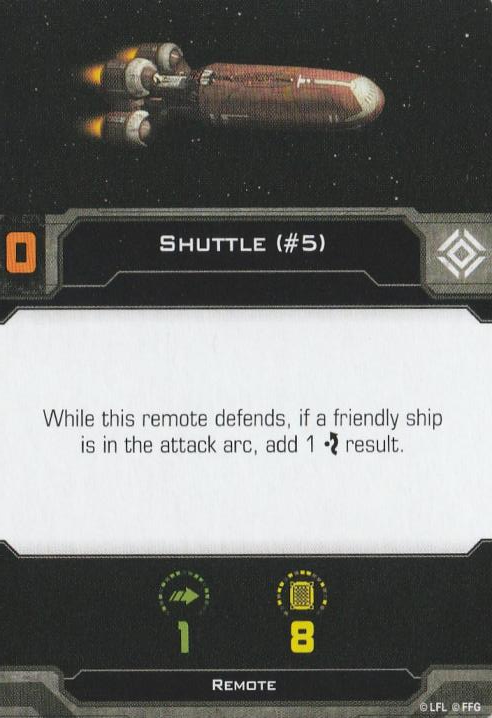 0
SHUTTLE (#5)
While this remote defends, if a friendly ship
is in the attack arc, add 1 result.
1
8
REMOTE
© LFL © FFG